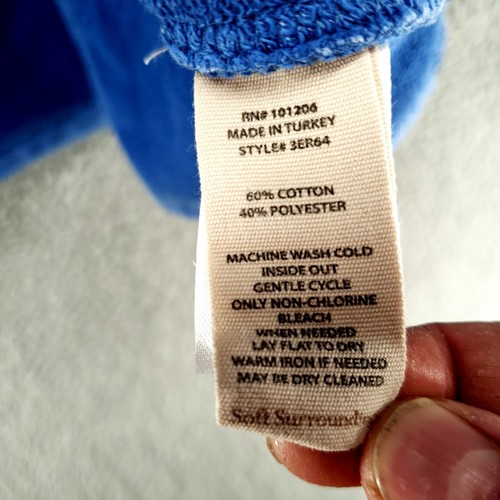 RN# 101206
MADE IN TURKEY
STYLE# 3ER64
60% COTTON
40% POLYESTER
MACHINE WASH COLD
INSIDE OUT
GENTLE CYCLE
ONLY NON-CHLORINE
BLEACH
WHEN NEEDED
LAY FLAT TO DRY
WARM IRON IF NEEDED
MAY BE DRY CLEANED
Soft Surround